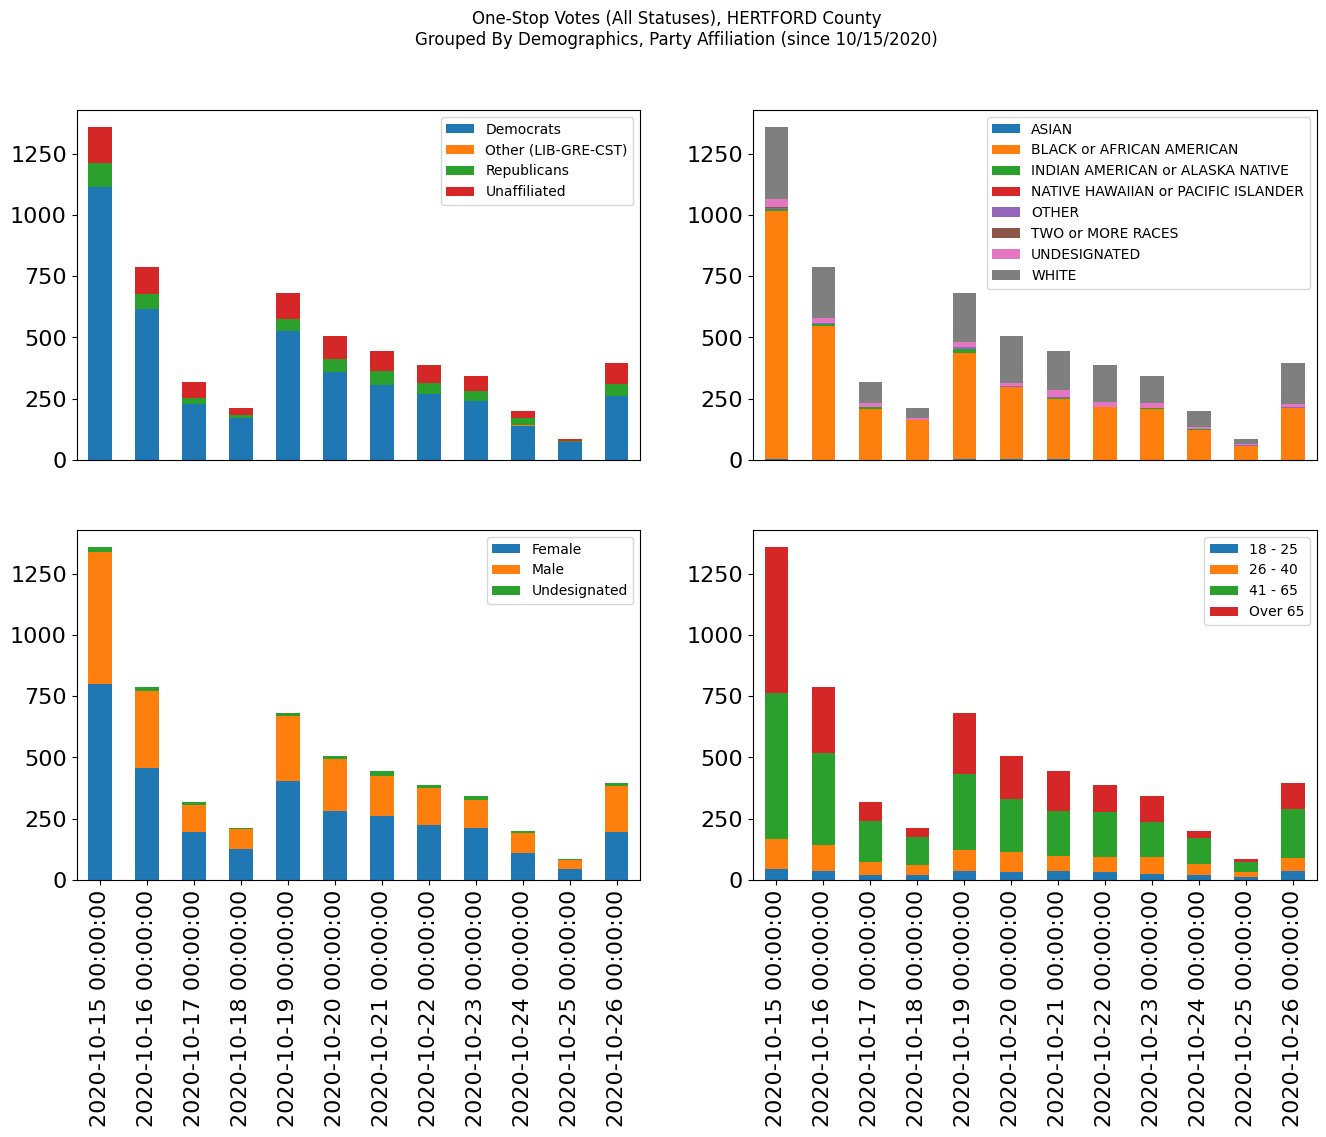 One-Stop Votes (All Statuses), HERTFORD County
Grouped By Demographics, Party Affiliation (since 10/15/2020)
1250
1000
750
500
250
0
Democrats
Other (LIB-GRE-CST)
Republicans
Unaffiliated
1250
1000
750
500
250
0
ASIAN
BLACK or AFRICAN AMERICAN
INDIAN AMERICAN or ALASKA NATIVE
NATIVE HAWAIIAN or PACIFIC ISLANDER
OTHER
TWO or MORE RACES
UNDESIGNATED
WHITE
1250
1000
750
500
250
0
Female
Male
Undesignated
2020-10-15 00:00:00
2020-10-16 00:00:00
2020-10-17 00:00:00
2020-10-18 00:00:00
2020-10-19 00:00:00
2020-10-20 00:00:00
2020-10-21 00:00:00
2020-10-22 00:00:00
2020-10-23 00:00:00
2020-10-24 00:00:00
2020-10-25 00:00:00
2020-10-26 00:00:00
1250
1000
750
500
250
0
18 - 25
26 - 40
41 - 65
Over 65
2020-10-15 00:00:00
2020-10-16 00:00:00
2020-10-17 00:00:00
2020-10-18 00:00:00
2020-10-19 00:00:00
2020-10-20 00:00:00
2020-10-21 00:00:00
2020-10-22 00:00:00
2020-10-23 00:00:00
2020-10-24 00:00:00
2020-10-25 00:00:00
2020-10-26 00:00:00